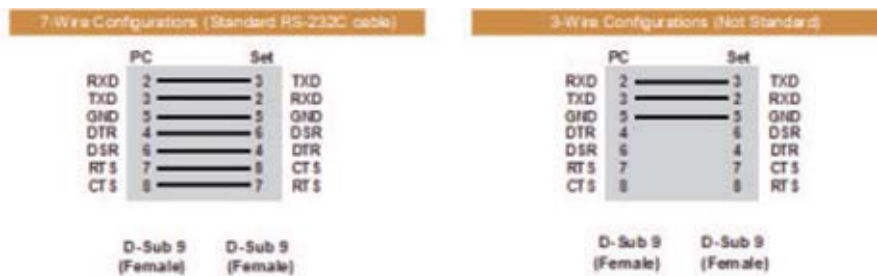 7-Wire Configurations (Standard RS-232C cable)
PC Set
RXD 2 3 TXD
TXD 3 2 RXD
GND 5 5 GND
DTR 4 6 DSR
DSR 6 4 DTR
RTS 7 8 CTS
CTS 8 7 RTS
D-Sub 9 D-Sub 9
(Female) (Female)
3-Wire Configurations (Not Standard)
PC Set
RXD 2 3 TXD
TXD 3 2 RXD
GND 5 5 GND
DTR 4 6 DSR
DSR 6 4 DTR
RTS 7 7 CTS
CTS 8 8 RTS
D-Sub 9 D-Sub 9
(Female) (Female)